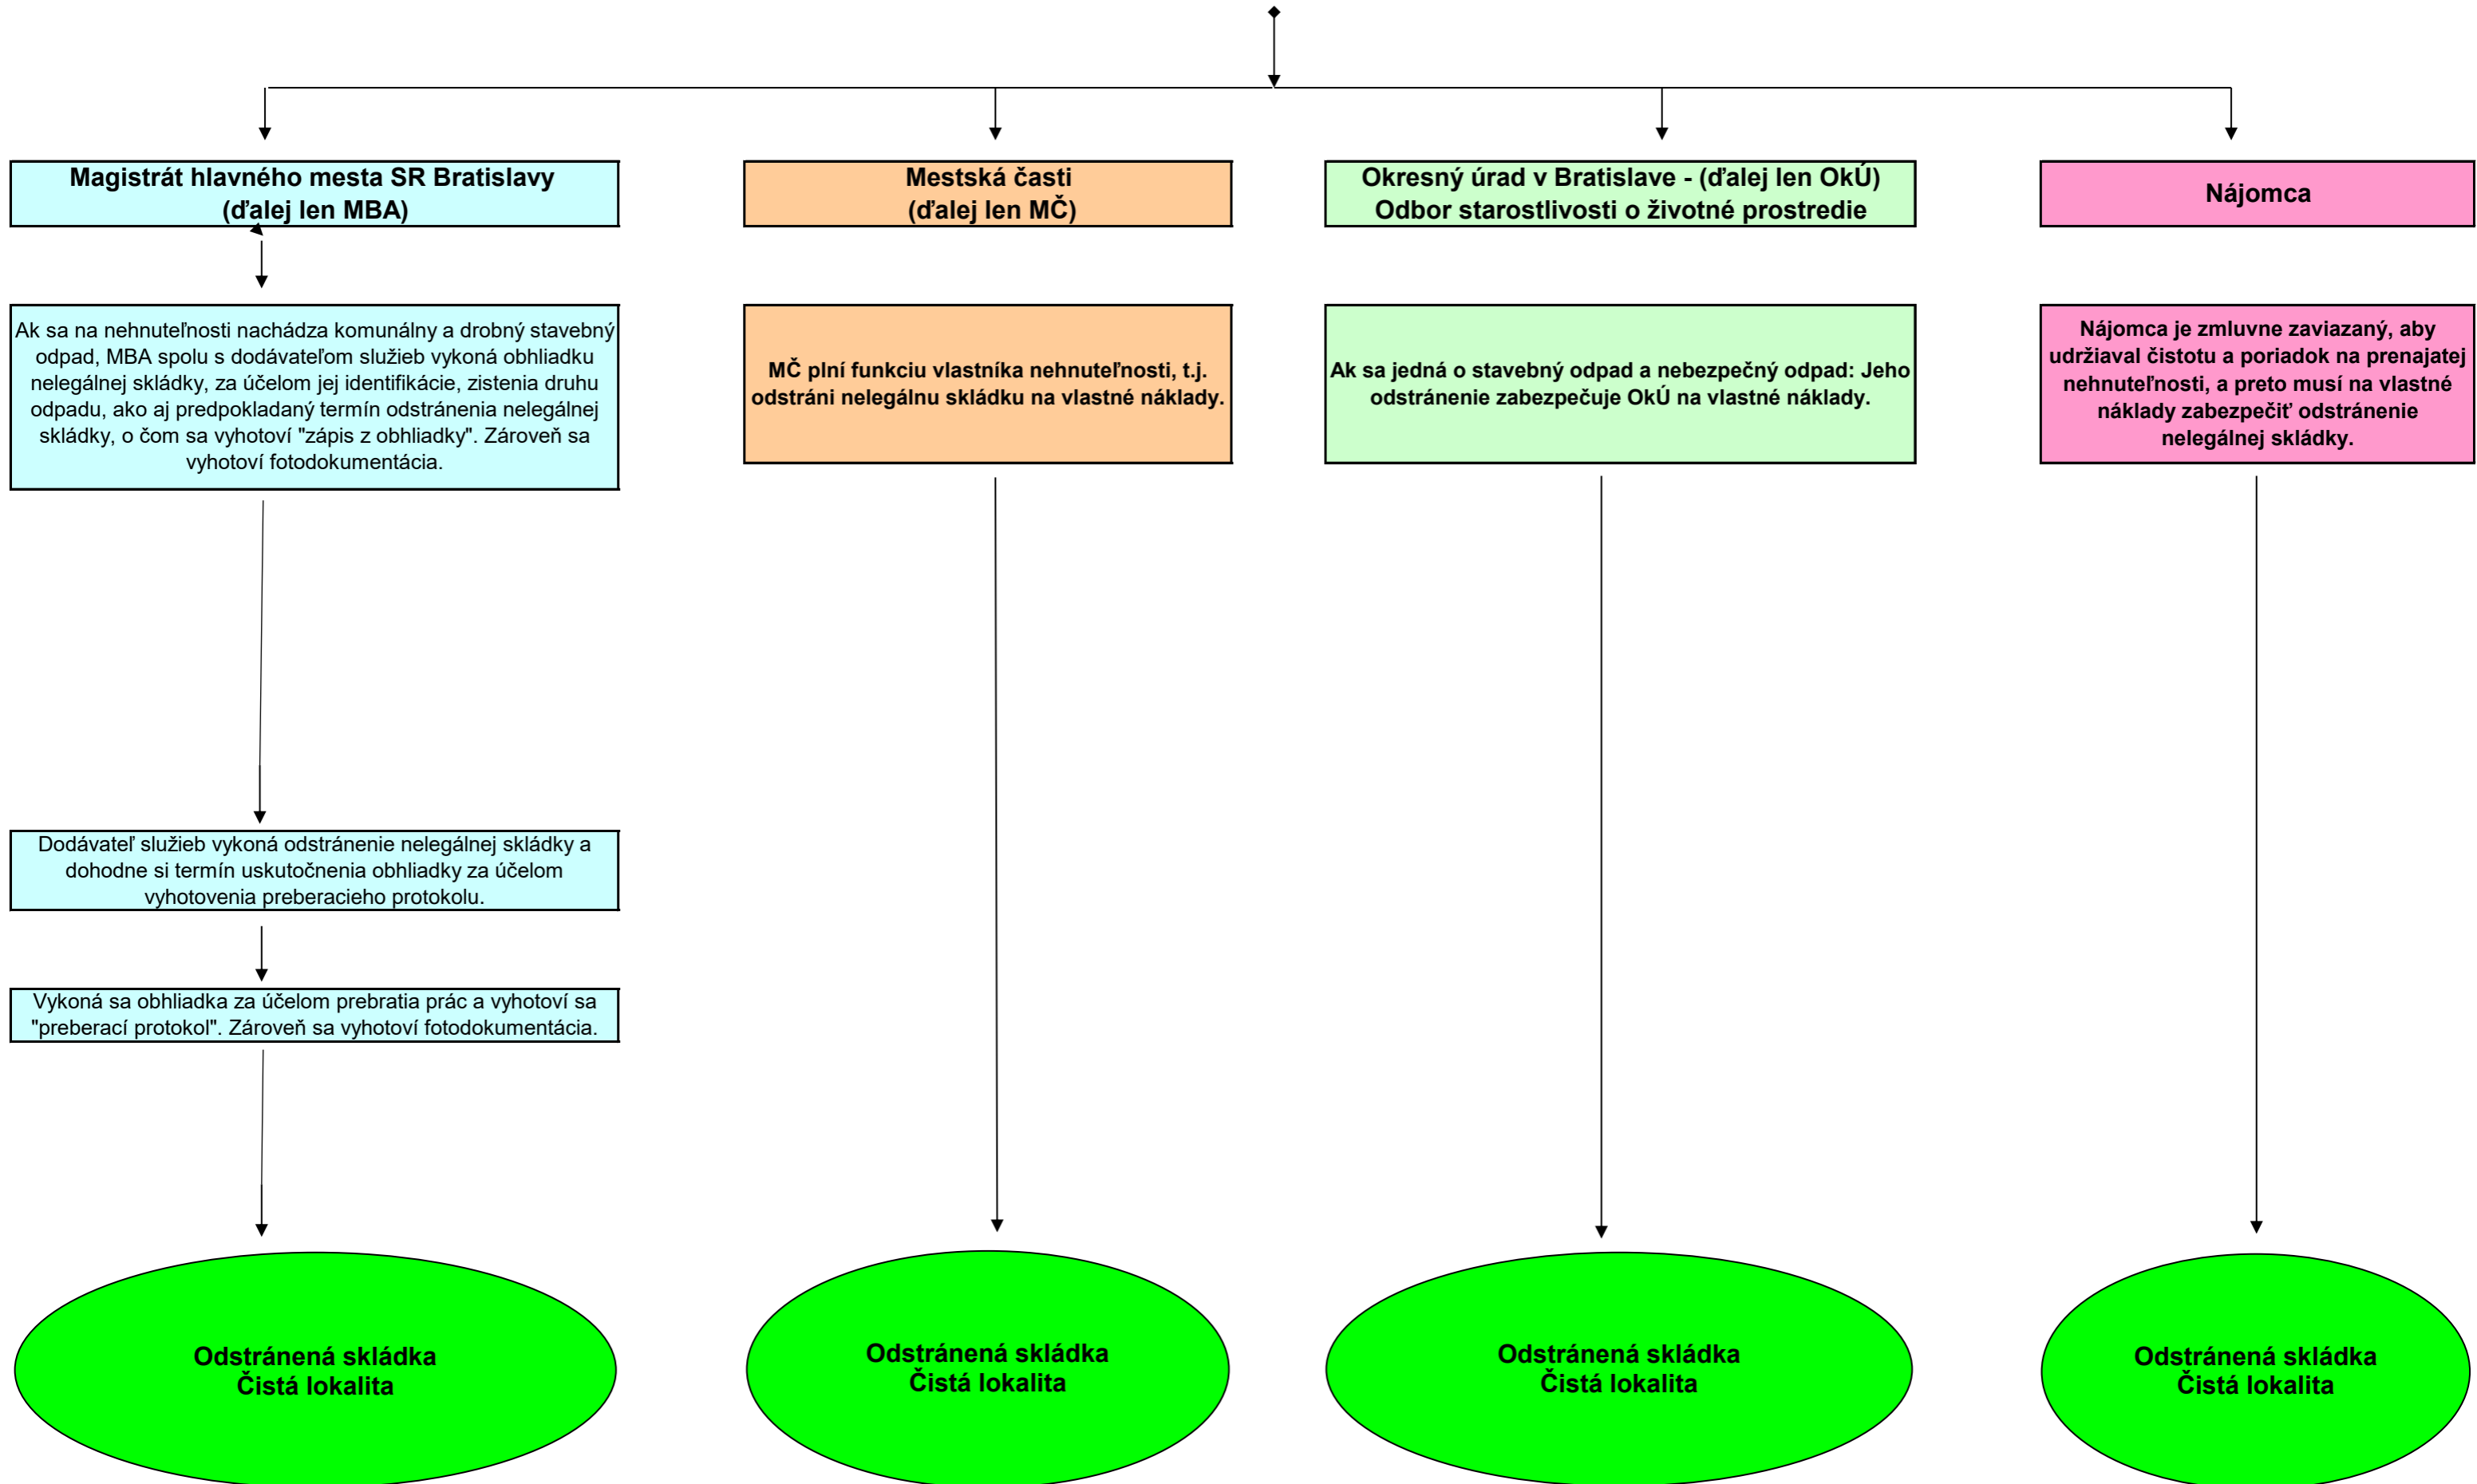 Magistrát hlavného mesta SR Bratislavy
(ďalej len MBA)
Mestská časti
(ďalej len MČ)
Okresný úrad v Bratislave - (ďalej len OkÚ)
Odbor starostlivosti o životné prostredie
Nájomca
Ak sa na nehnuteľnosti nachádza komunálny a drobný stavebný
odpad, MBA spolu s dodávateľom služieb vykoná obhliadku
nelegálnej skládky, za účelom jej identifikácie, zistenia druhu
odpadu, ako aj predpokladaný termín odstránenia nelegálnej
skládky, o čom sa vyhotoví "zápis z obhliadky". Zároveň sa
vyhotoví fotodokumentácia.
MČ plní funkciu vlastníka nehnuteľnosti, t.j.
odstráni nelegálnu skládku na vlastné náklady.
Ak sa jedná o stavebný odpad a nebezpečný odpad: Jeho
odstránenie zabezpečuje OkÚ na vlastné náklady.
Nájomca je zmluvne zaviazaný, aby
udržiaval čistotu a poriadok na prenajatej
nehnuteľnosti, a preto musí na vlastné
náklady zabezpečiť odstránenie
nelegálnej skládky.
Dodávateľ služieb vykoná odstránenie nelegálnej skládky a
dohodne si termín uskutočnenia obhliadky za účelom
vyhotovenia preberacieho protokolu.
Vykoná sa obhliadka za účelom prebratia prác a vyhotoví sa
"preberací protokol". Zároveň sa vyhotoví fotodokumentácia.
Odstránená skládka
Čistá lokalita
Odstránená skládka
Čistá lokalita
Odstránená skládka
Čistá lokalita
Odstránená skládka
Čistá lokalita